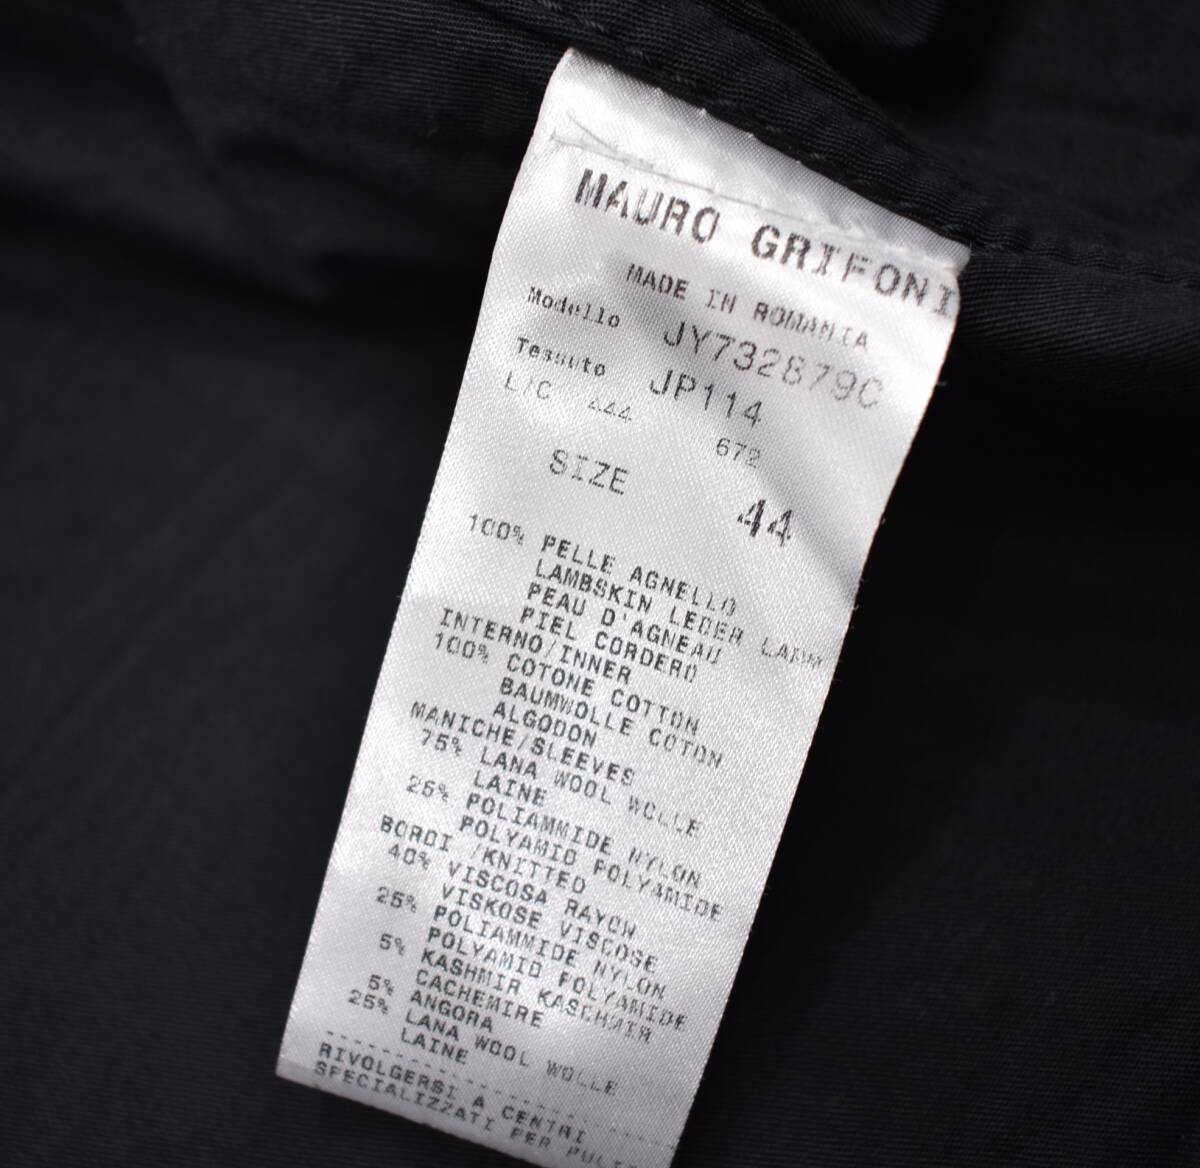 MAURO GRIFONI
MADE IN ROMANIA
Modello JY732879C
Tessuto JP114
L/C 444 672
SIZE 44
100% PELLE AGNELLO
LAMBSKIN LEDER
PEAU D'AGNEAU
PIEL CORDERO
INTERNO/INNER
100% COTONE COTTON
BAUMWOLLE COTON
ALGODON
MANICHE/SLEEVES
75% LANA WOOL WOLLE
LAINE
25% POLIAMMIDE NYLON
POLYAMID POLYAMIDE
BORDI /KNITTED
40% VISCOSA RAYON
VISKOSE VISCOSE
25% POLIAMMIDE NYLON
POLYAMID POLYAMIDE
5% KASHMIR KASCHMIR
CACHEMIRE
5% ANGORA
25% LANA WOOL WOLLE
LAINE
RIVOLGERSI A CENTRI
SPECIALIZZATI PER